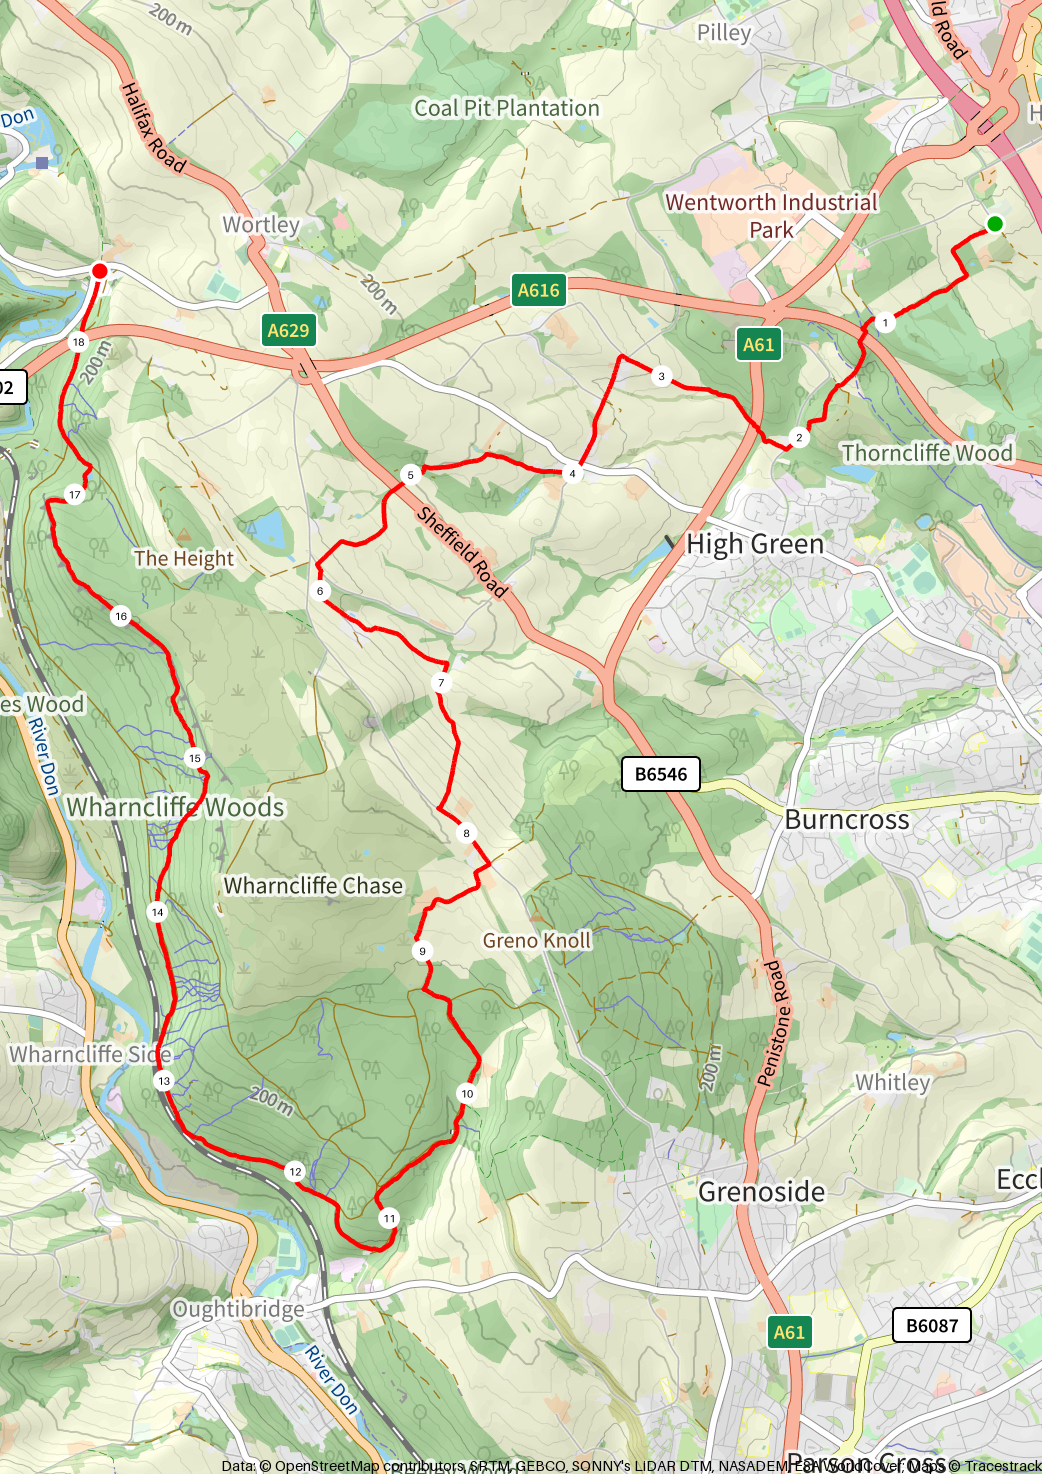 200 m
Pilley
ld Road
Don
Halifax Road
Coal Pit Plantation
Wortley
Wentworth Industrial
Park
200 m
A616
A629
A61
1
18
200 m
02
3
2
Thorncliffe Wood
5
4
17
Sheffield Road
High Green
The Height
6
16
7
es Wood
River Don
15
B6546
Wharncliffe Woods
8
Burncross
Wharncliffe Chase
14
Greno Knoll
9
Penistone Road
Wharncliffe Side
200 m
13
Whitley
200 m
10
12
Grenoside
Eccl
11
Oughtibridge
A61
B6087
River Don
Parson Cross
Data: © OpenStreetMap contributors, SRTM, GEBCO, SONNY's LiDAR DTM, NASADEM, ESA WorldCover; Maps © Tracestrack